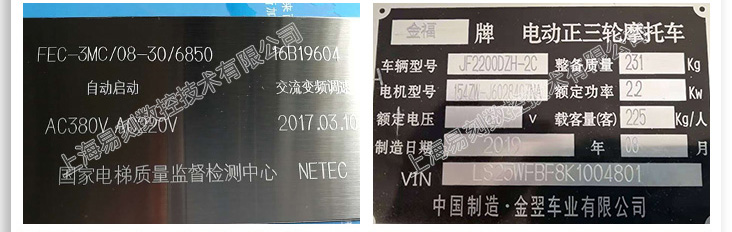 FEC-3MC/08-30/6850 16B19604
自动启动 交流变频调速
AC380V AC220V 2017.03.10
国家电梯质量监督检测中心 NETEC
上海易刻数控技术有限公司
金福 牌 电动正三轮摩托车
车辆型号 JF2200DZH-2C 整备质量 231 Kg
电机型号 额定功率 2.2 Kw
额定电压 V 载客量(客) 225 Kg/人
制造日期 2019 年 08 月
VIN LS25WFBF8K1004801
中国制造·金翌车业有限公司
上海易刻数控技术有限公司